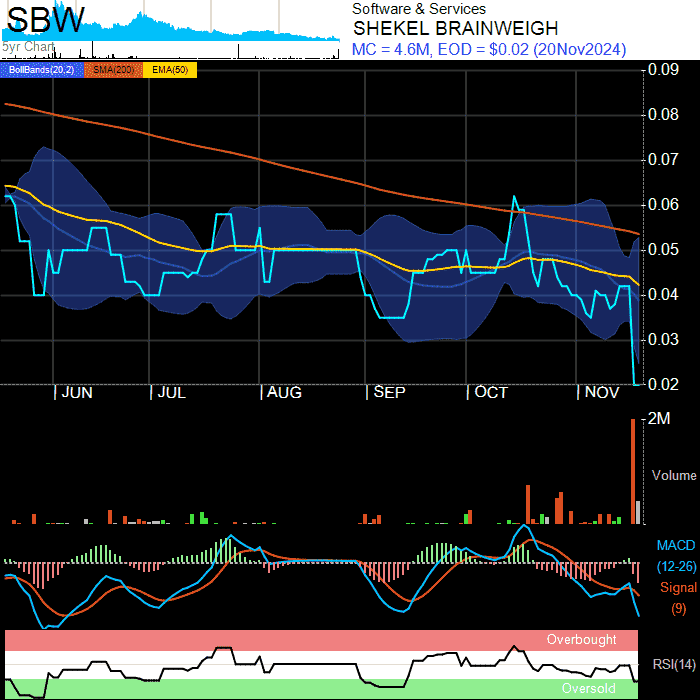 SBW
5yr Chart
Software & Services
SHEKEL BRAINWEIGH
MC = 4.6M, EOD = $0.02 (20Nov2024)
BollBands(20,2) SMA(200) EMA(50)
0.09
0.08
0.07
0.06
0.05
0.04
0.03
0.02
| JUN | JUL | AUG | SEP | OCT | NOV
2M
Volume
MACD
(12-26)
Signal
(9)
Overbought
RSI(14)
Oversold